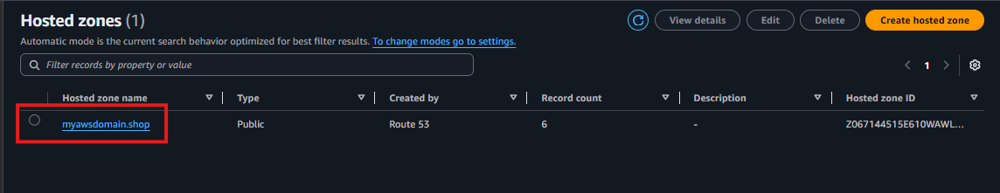 Hosted zones (1)
View details
Edit
Delete
Create hosted zone
Automatic mode is the current search behavior optimized for best filter results. To change modes go to settings.
Filter records by property or value
1
Hosted zone name Type Created by Record count Description Hosted zone ID
myawsdomain.shop Public Route 53 6 - Z067144515E610WAWL...